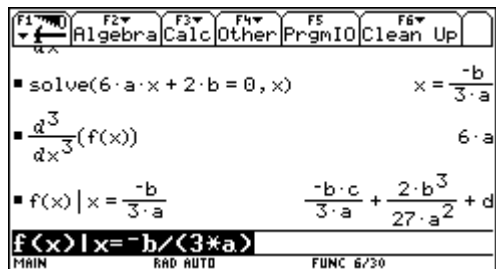 F1 F2 F3 F4 F5 F6
Algebra Calc Other PrgmIO Clean Up
dx
▪ solve(6·a·x + 2·b = 0, x) x = ⁻b/(3·a)
▪ d³/dx³(f(x)) 6·a
▪ f(x) | x = ⁻b/(3·a) ⁻b·c/(3·a) + 2·b³/(27·a²) + d
f(x)|x=⁻b/(3*a)
MAIN RAD AUTO FUNC 6/30